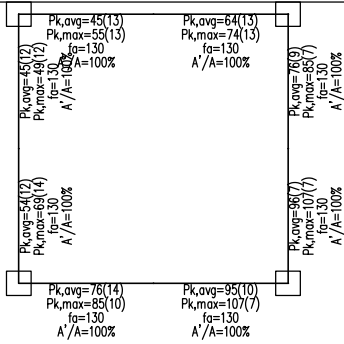 Pk,avg=45(13)
Pk,max=55(13)
fa=130
A'/A=100%
Pk,avg=64(13)
Pk,max=74(13)
fa=130
A'/A=100%
Pk,avg=45(12)
Pk,max=49(12)
fa=130
A'/A=100%
Pk,avg=76(9)
Pk,max=85(7)
fa=130
A'/A=100%
Pk,avg=54(12)
Pk,max=69(14)
fa=130
A'/A=100%
Pk,avg=96(7)
Pk,max=107(7)
fa=130
A'/A=100%
Pk,avg=76(14)
Pk,max=85(10)
fa=130
A'/A=100%
Pk,avg=95(10)
Pk,max=107(7)
fa=130
A'/A=100%